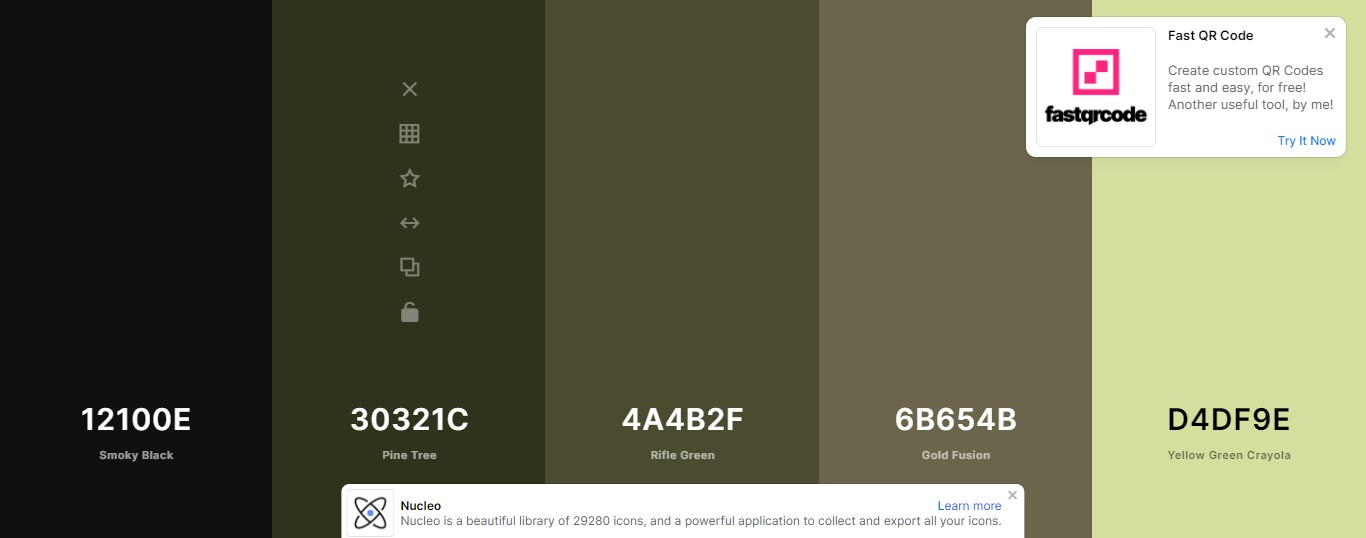 Fast QR Code
Create custom QR Codes
fast and easy, for free!
Another useful tool, by me!
fastqrcode
Try It Now
12100E
Smoky Black
30321C
Pine Tree
4A4B2F
Rifle Green
6B654B
Gold Fusion
D4DF9E
Yellow Green Crayola
Nucleo
Learn more
Nucleo is a beautiful library of 29280 icons, and a powerful application to collect and export all your icons.